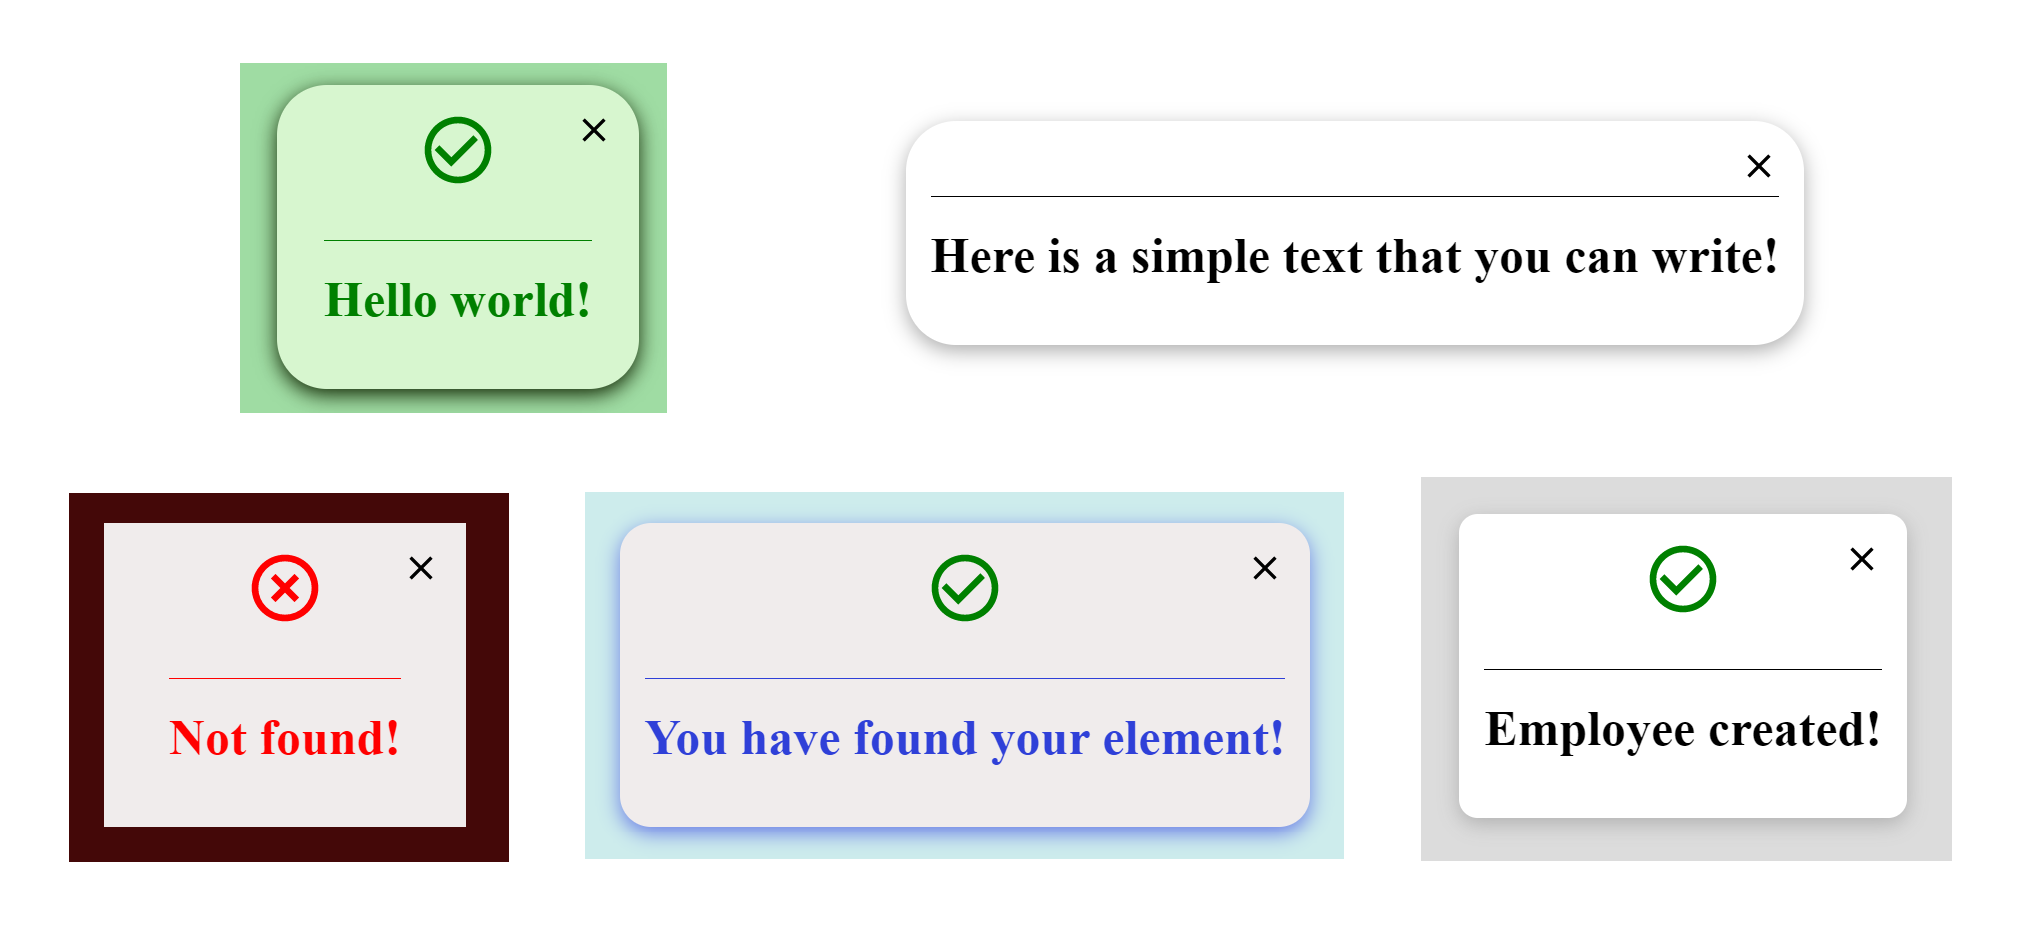 Hello world!
Here is a simple text that you can write!
Not found!
You have found your element!
Employee created!